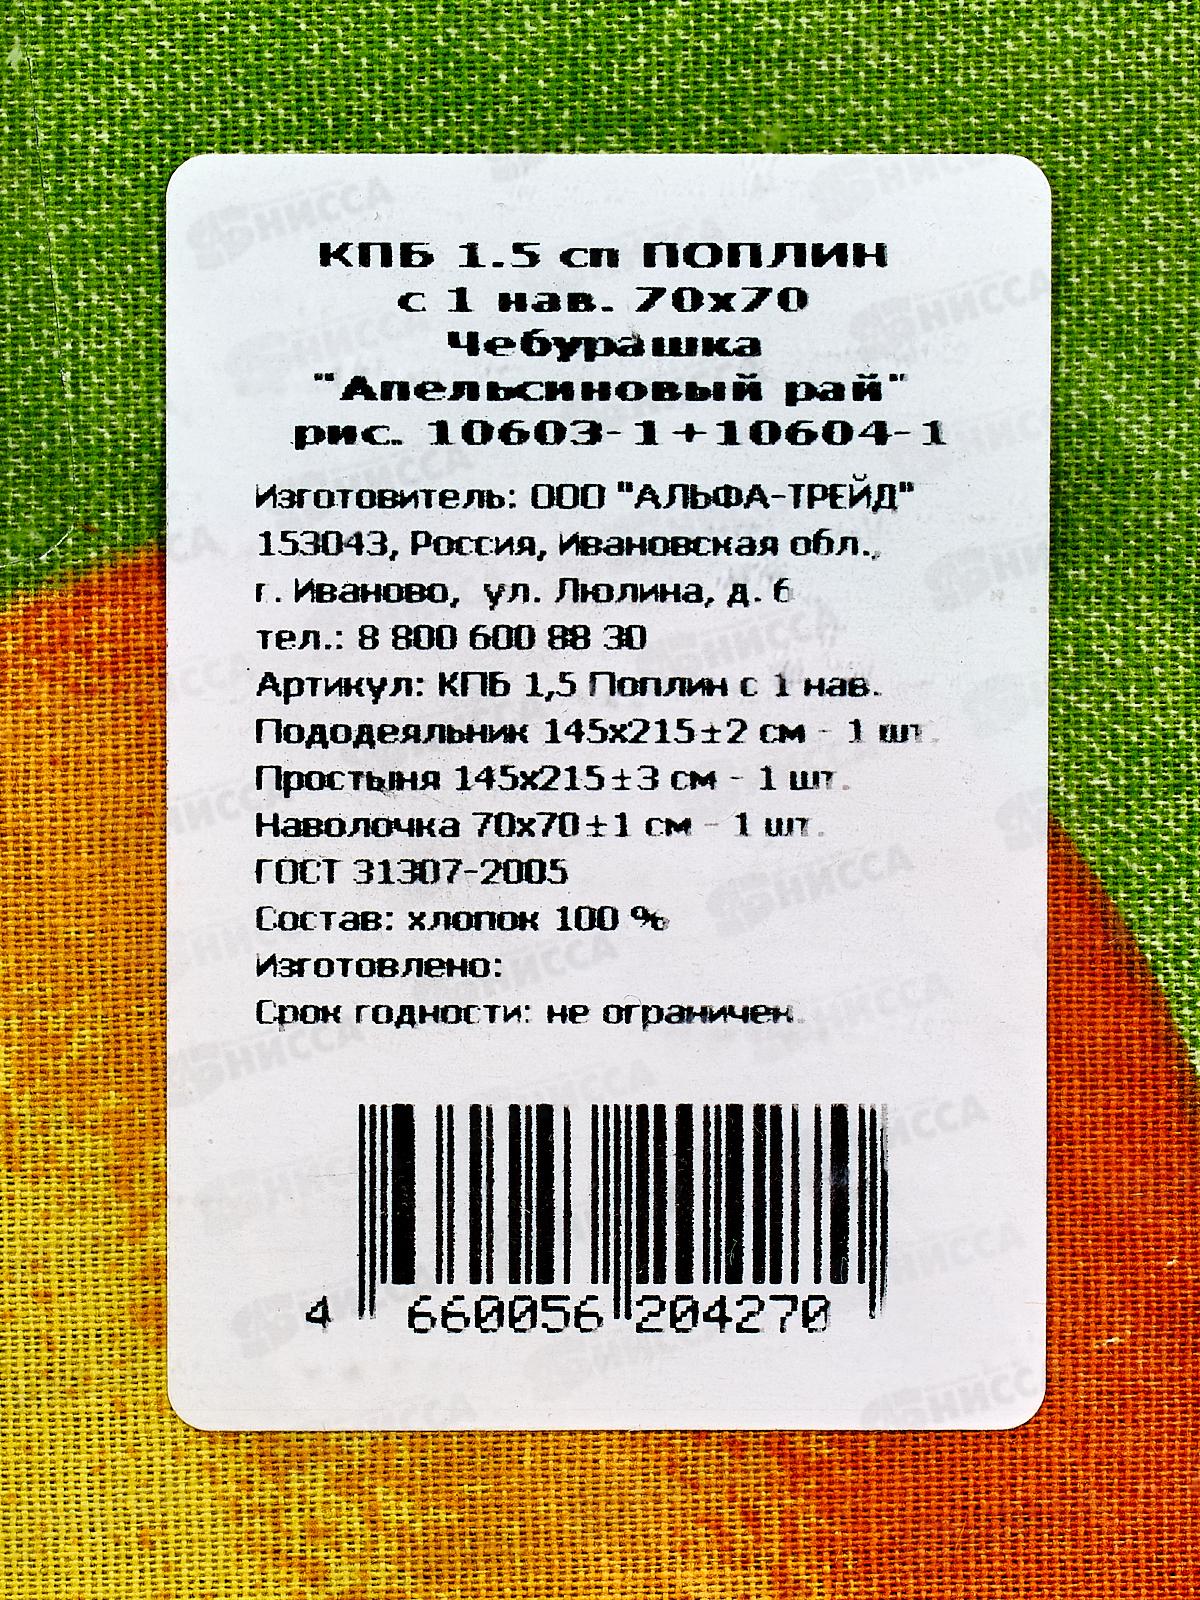 КПБ 1.5 сп ПОПЛИН
с 1 нав. 70х70
Чебурашка
"Апельсиновый рай"
рис. 10603-1+10604-1
Изготовитель: ООО "АЛЬФА-ТРЕЙД"
153043, Россия, Ивановская обл.,
г. Иваново, ул. Люлина, д. 6
тел.: 8 800 600 88 30
Артикул: КПБ 1,5 Поплин с 1 нав.
Пододеяльник 145х215±2 см - 1 шт.
Простыня 145х215±3 см - 1 шт.
Наволочка 70х70±1 см - 1 шт.
ГОСТ 31307-2005
Состав: хлопок 100 %
Изготовлено:
Срок годности: не ограничен.
4 660056 204270